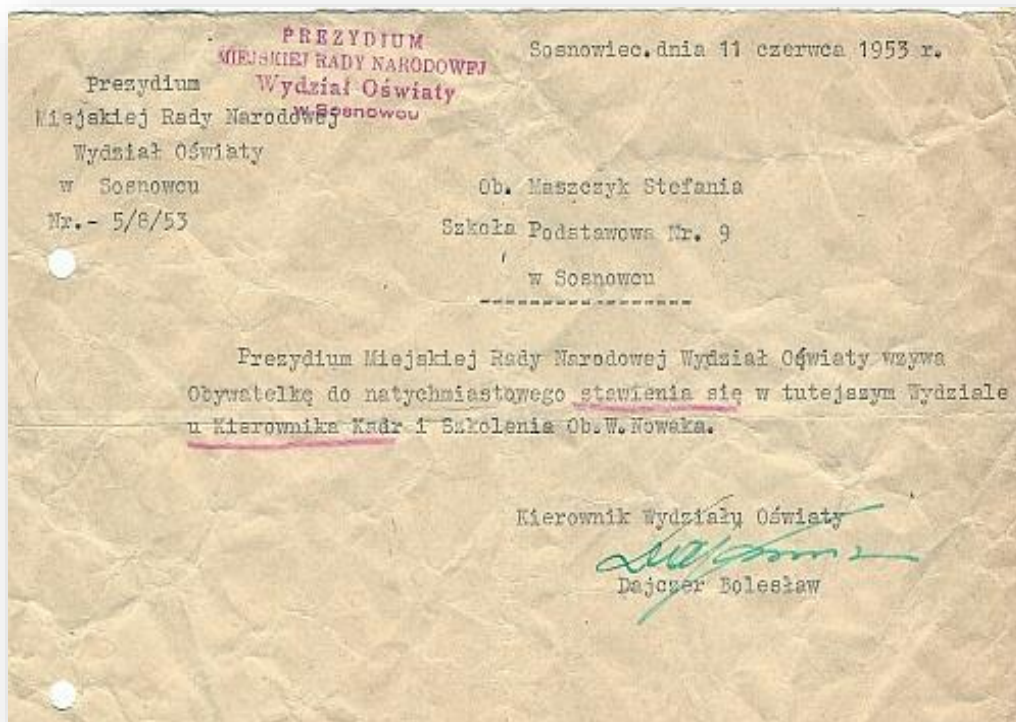 PREZYDIUM
MIEJSKIEJ RADY NARODOWEJ
Wydział Oświaty
w Sosnowcu
Sosnowiec.dnia 11 czerwca 1953 r.
Prezydium
Miejskiej Rady Narodowej
Wydział Oświaty
w Sosnowcu
Nr.- 5/8/53
Ob. Maszczyk Stefania
Szkoła Podstawowa Nr. 9
w Sosnowcu
Prezydium Miejskiej Rady Narodowej Wydział Oświaty wzywa
Obywatelkę do natychmiastowego stawienia się w tutejszym Wydziale
u Kierownika Kadr i Szkolenia Ob.W.Nowaka.
Kierownik Wydziału Oświaty
Dajczer Bolesław